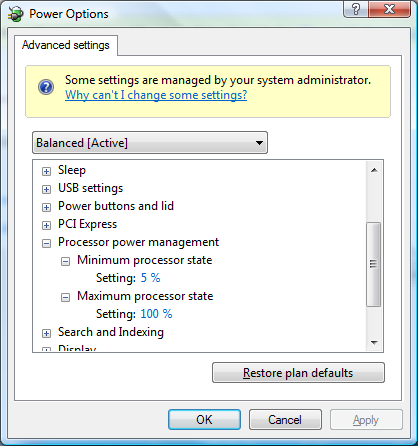 Power Options
Advanced settings
Some settings are managed by your system administrator.
Why can't I change some settings?
Balanced [Active]
Sleep
USB settings
Power buttons and lid
PCI Express
Processor power management
Minimum processor state
Setting: 5 %
Maximum processor state
Setting: 100 %
Search and Indexing
Display
Restore plan defaults
OK
Cancel
Apply